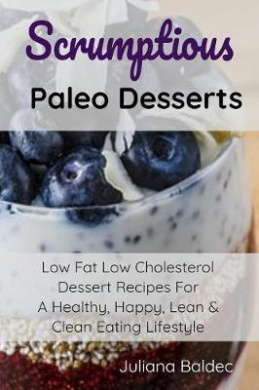 Scrumptious
Paleo Desserts
Low Fat Low Cholesterol
Dessert Recipes For
A Healthy, Happy, Lean &
Clean Eating Lifestyle
Juliana Baldec